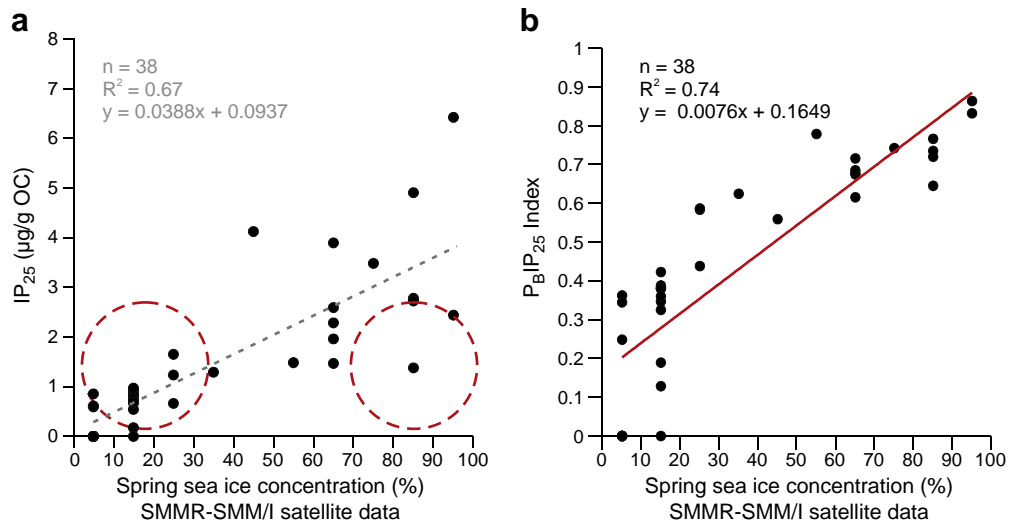 a
8
7
6
5
4
3
2
1
0
IP25 (µg/g OC)
n = 38
R2 = 0.67
y = 0.0388x + 0.0937
0 10 20 30 40 50 60 70 80 90 100
Spring sea ice concentration (%)
SMMR-SMM/I satellite data
b
1
0.9
0.8
0.7
0.6
0.5
0.4
0.3
0.2
0.1
0
PBIP25 Index
n = 38
R2 = 0.74
y = 0.0076x + 0.1649
0 10 20 30 40 50 60 70 80 90 100
Spring sea ice concentration (%)
SMMR-SMM/I satellite data